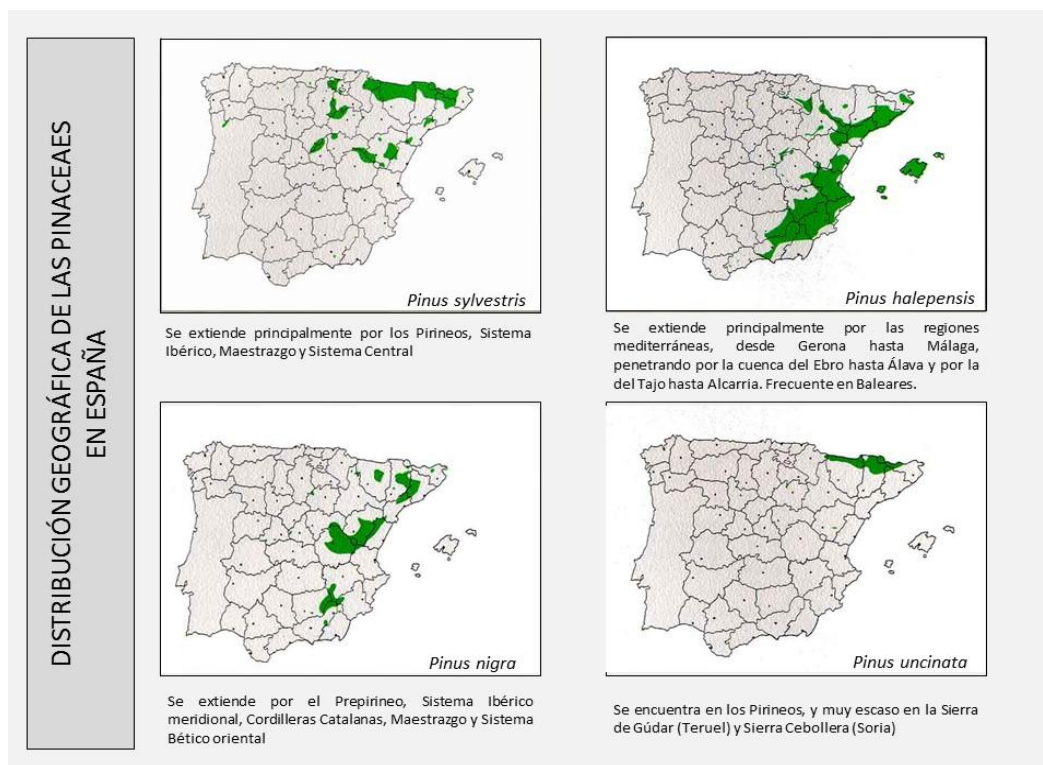 DISTRIBUCIÓN GEOGRÁFICA DE LAS PINACEAES
EN ESPAÑA
Pinus sylvestris
Se extiende principalmente por los Pirineos, Sistema
Ibérico, Maestrazgo y Sistema Central
Pinus halepensis
Se extiende principalmente por las regiones
mediterráneas, desde Gerona hasta Málaga,
penetrando por la cuenca del Ebro hasta Álava y por la
del Tajo hasta Alcarria. Frecuente en Baleares.
Pinus nigra
Se extiende por el Prepirineo, Sistema Ibérico
meridional, Cordilleras Catalanas, Maestrazgo y Sistema
Bético oriental
Pinus uncinata
Se encuentra en los Pirineos, y muy escaso en la Sierra
de Gúdar (Teruel) y Sierra Cebollera (Soria)